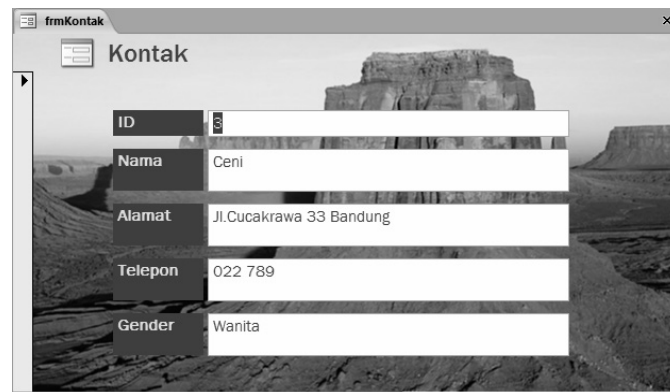 frmKontak
Kontak
ID 3
Nama Ceni
Alamat Jl.Cucakrawa 33 Bandung
Telepon 022 789
Gender Wanita